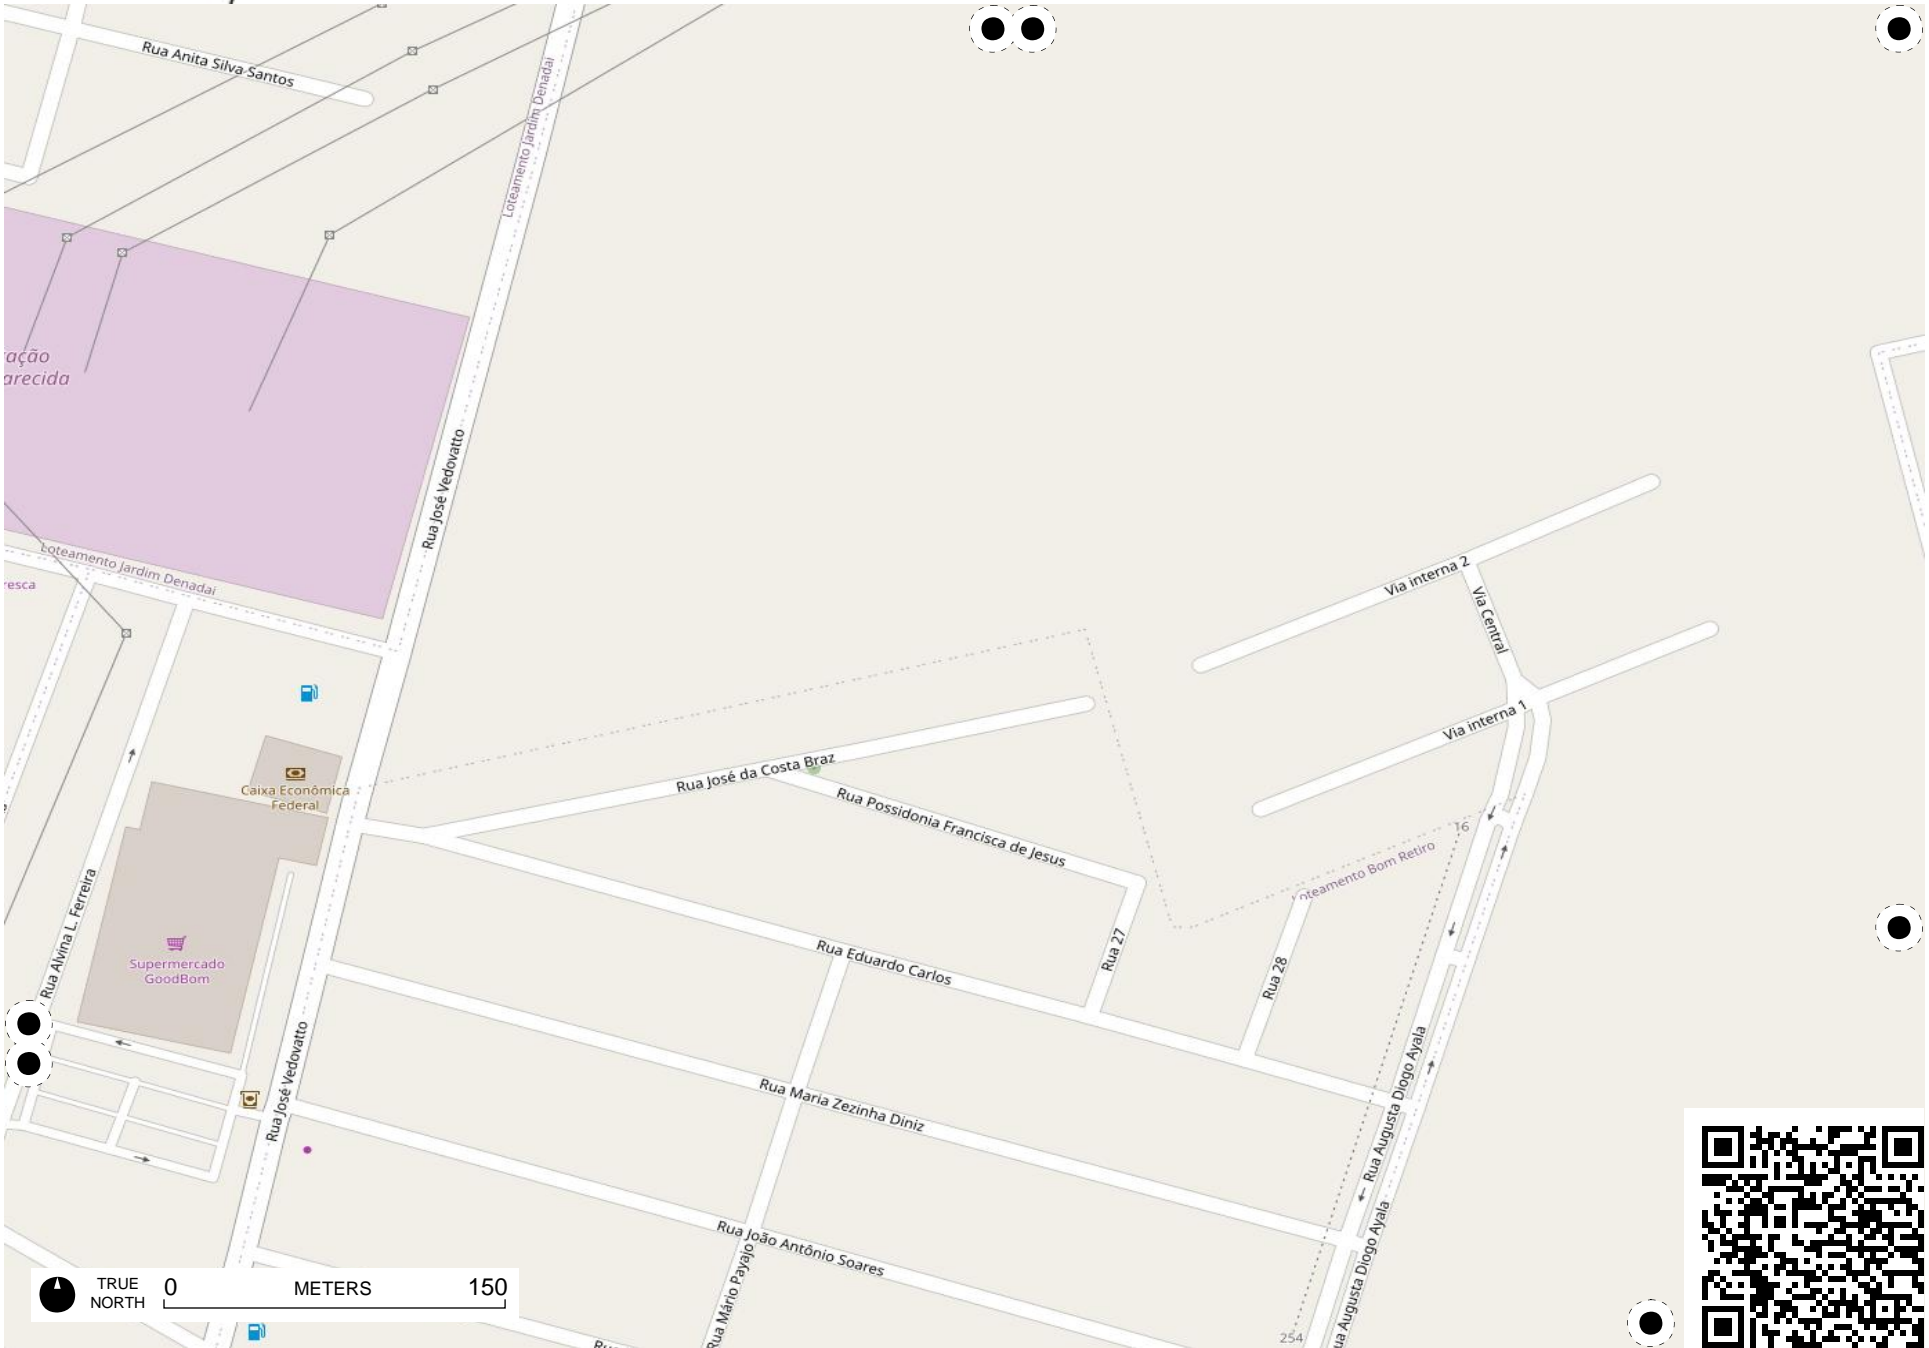 Rua Anita Silva Santos
Loteamento Jardim Denadai
ação
arecida
Rua José Vedovatto
Loteamento Jardim Denadai
resca
Via interna 2
Via Central
Via interna 1
Caixa Econômica
Federal
Rua José da Costa Braz
Rua Possidonia Francisca de Jesus
16
Loteamento Bom Retiro
Rua Alvina L. Ferreira
Supermercado
GoodBom
Rua Eduardo Carlos
Rua 27
Rua 28
Rua José Vedovatto
Rua Maria Zezinha Diniz
Rua Augusta Diogo Ayala
Rua João Antônio Soares
Rua Mário Payajo
ua Augusta Diogo Ayala
TRUE
NORTH
0 METERS 150
254